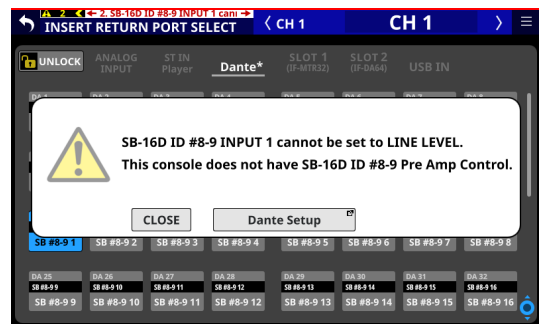 2 ← 2. SB-16D ID #8-9 INPUT 1 cann →
INSERT RETURN PORT SELECT
CH 1
CH 1
UNLOCK
ANALOG INPUT
ST IN Player
Dante*
SLOT 1 (IF-MTR32)
SLOT 2 (IF-DA64)
USB IN
SB-16D ID #8-9 INPUT 1 cannot be set to LINE LEVEL.
This console does not have SB-16D ID #8-9 Pre Amp Control.
CLOSE
Dante Setup
SB #8-9 1 SB #8-9 2 SB #8-9 3 SB #8-9 4 SB #8-9 5 SB #8-9 6 SB #8-9 7 SB #8-9 8
DA 25 DA 26 DA 27 DA 28 DA 29 DA 30 DA 31 DA 32
SB #8-9 9 SB #8-9 10 SB #8-9 11 SB #8-9 12 SB #8-9 13 SB #8-9 14 SB #8-9 15 SB #8-9 16
SB #8-9 9 SB #8-9 10 SB #8-9 11 SB #8-9 12 SB #8-9 13 SB #8-9 14 SB #8-9 15 SB #8-9 16